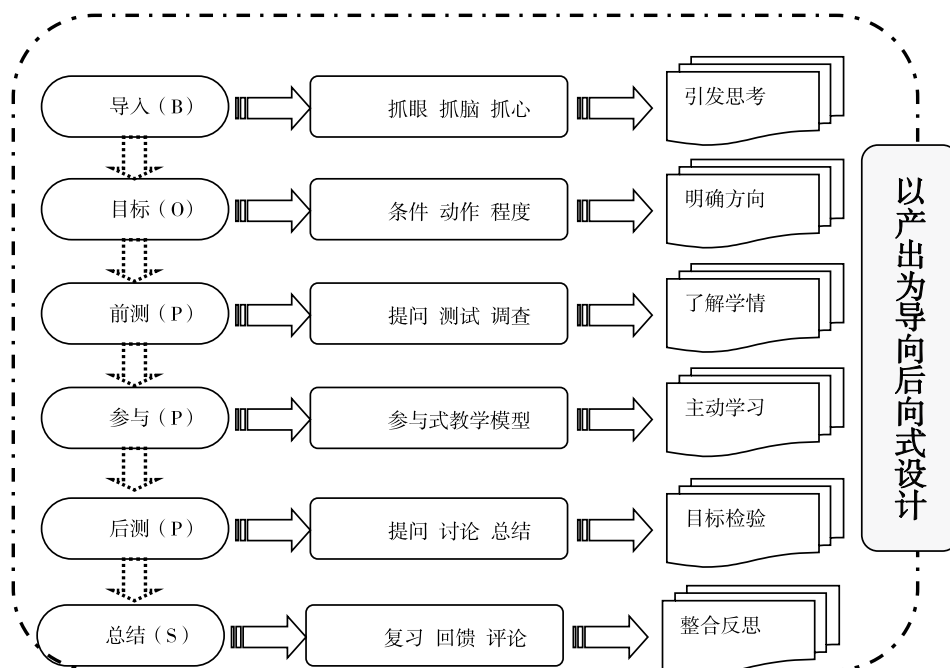 导入（B）
抓眼 抓脑 抓心
引发思考
目标（O）
条件 动作 程度
明确方向
前测（P）
提问 测试 调查
了解学情
参与（P）
参与式教学模型
主动学习
后测（P）
提问 讨论 总结
目标检验
总结（S）
复习 回馈 评论
整合反思
以产出为导向后向式设计